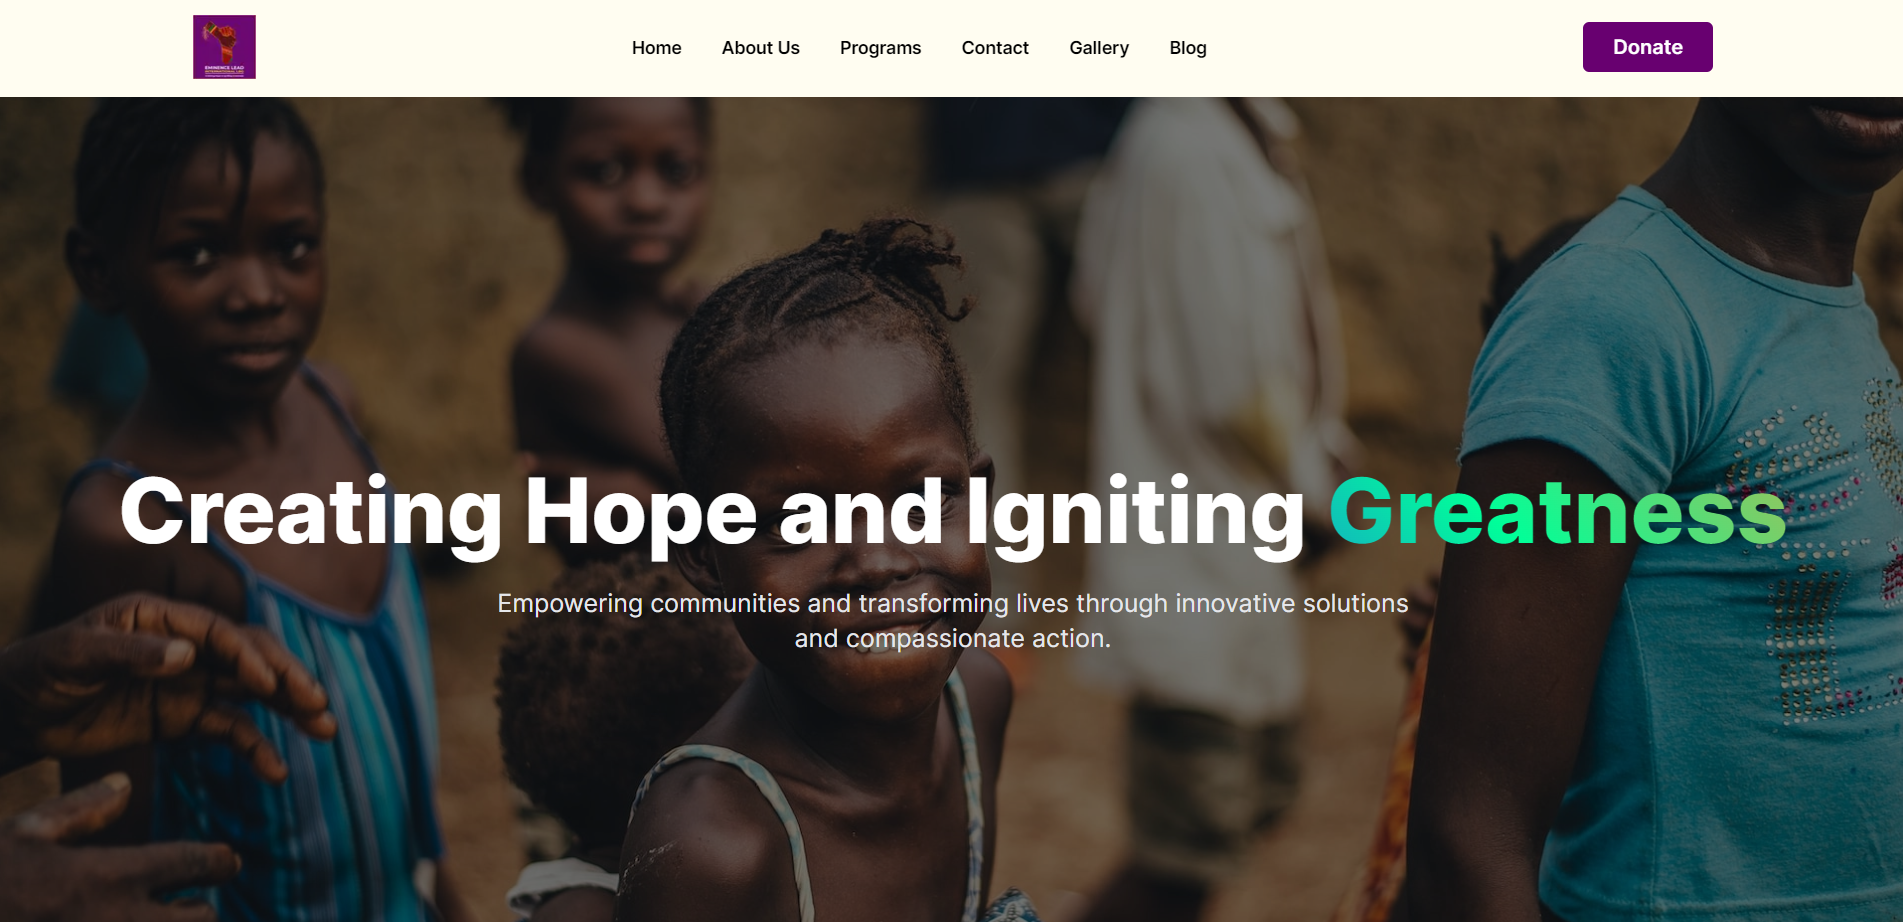 EMINENCE LEAD
Home
About Us
Programs
Contact
Gallery
Blog
Donate
Creating Hope and Igniting Greatness
Empowering communities and transforming lives through innovative solutions
and compassionate action.